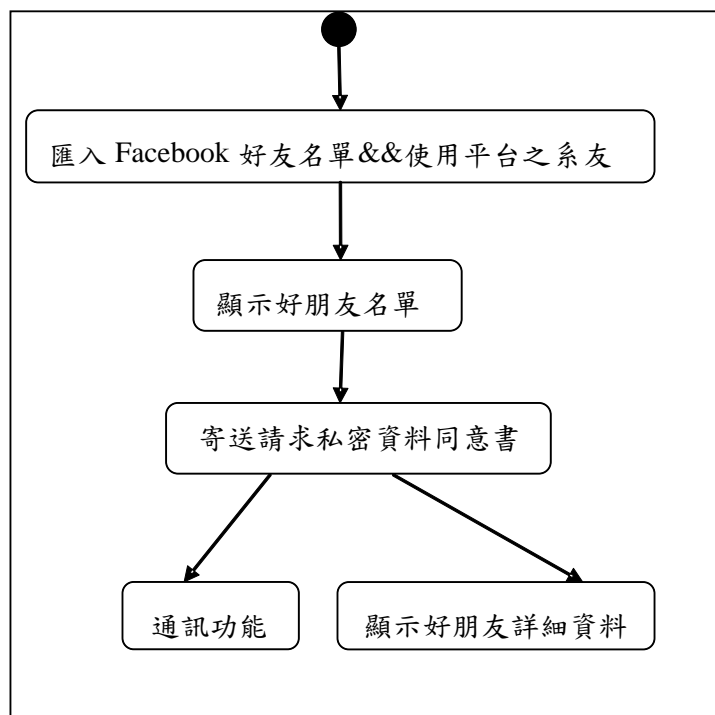 匯入 Facebook 好友名單&&使用平台之系友
顯示好朋友名單
寄送請求私密資料同意書
通訊功能
顯示好朋友詳細資料